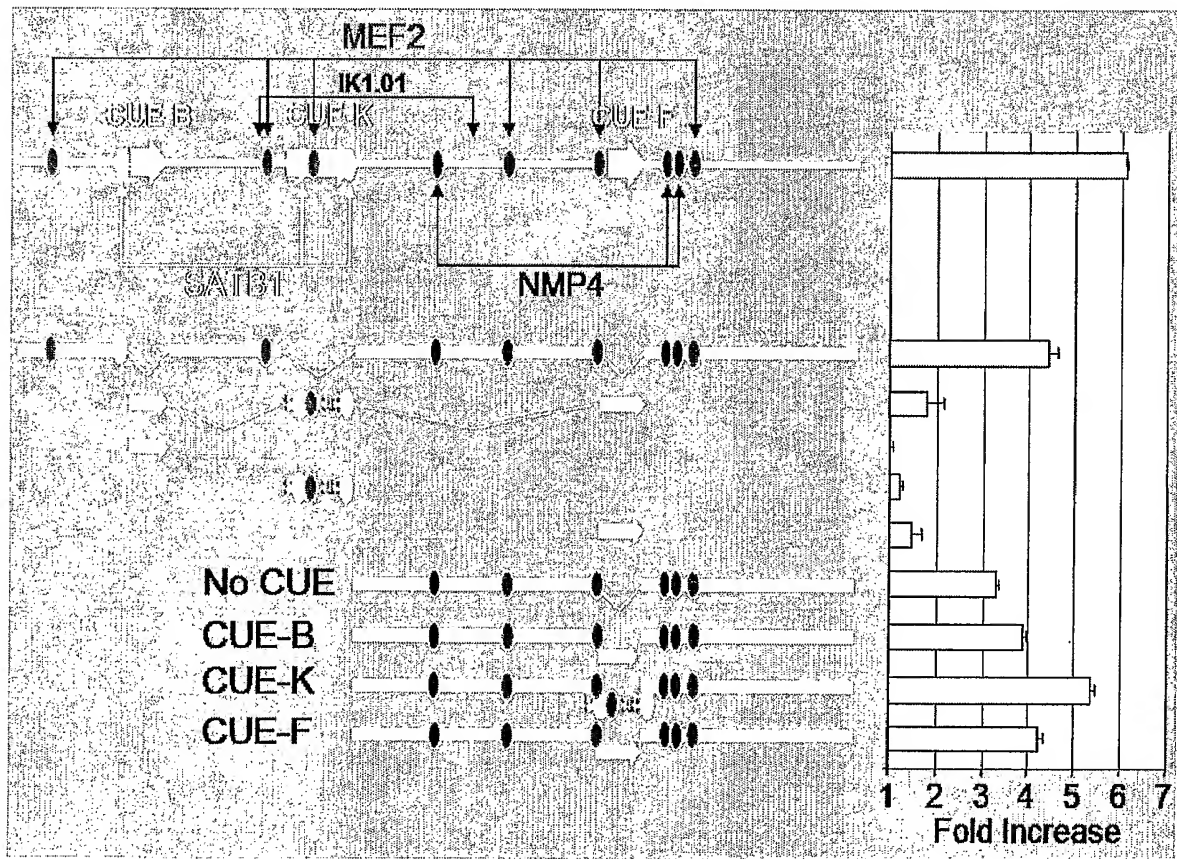 MEF2
IK1.01
CUE-B CUE-K CUE-F
SATB1
NMP4
No CUE
CUE-B
CUE-K
CUE-F
1 2 3 4 5 6 7
Fold Increase